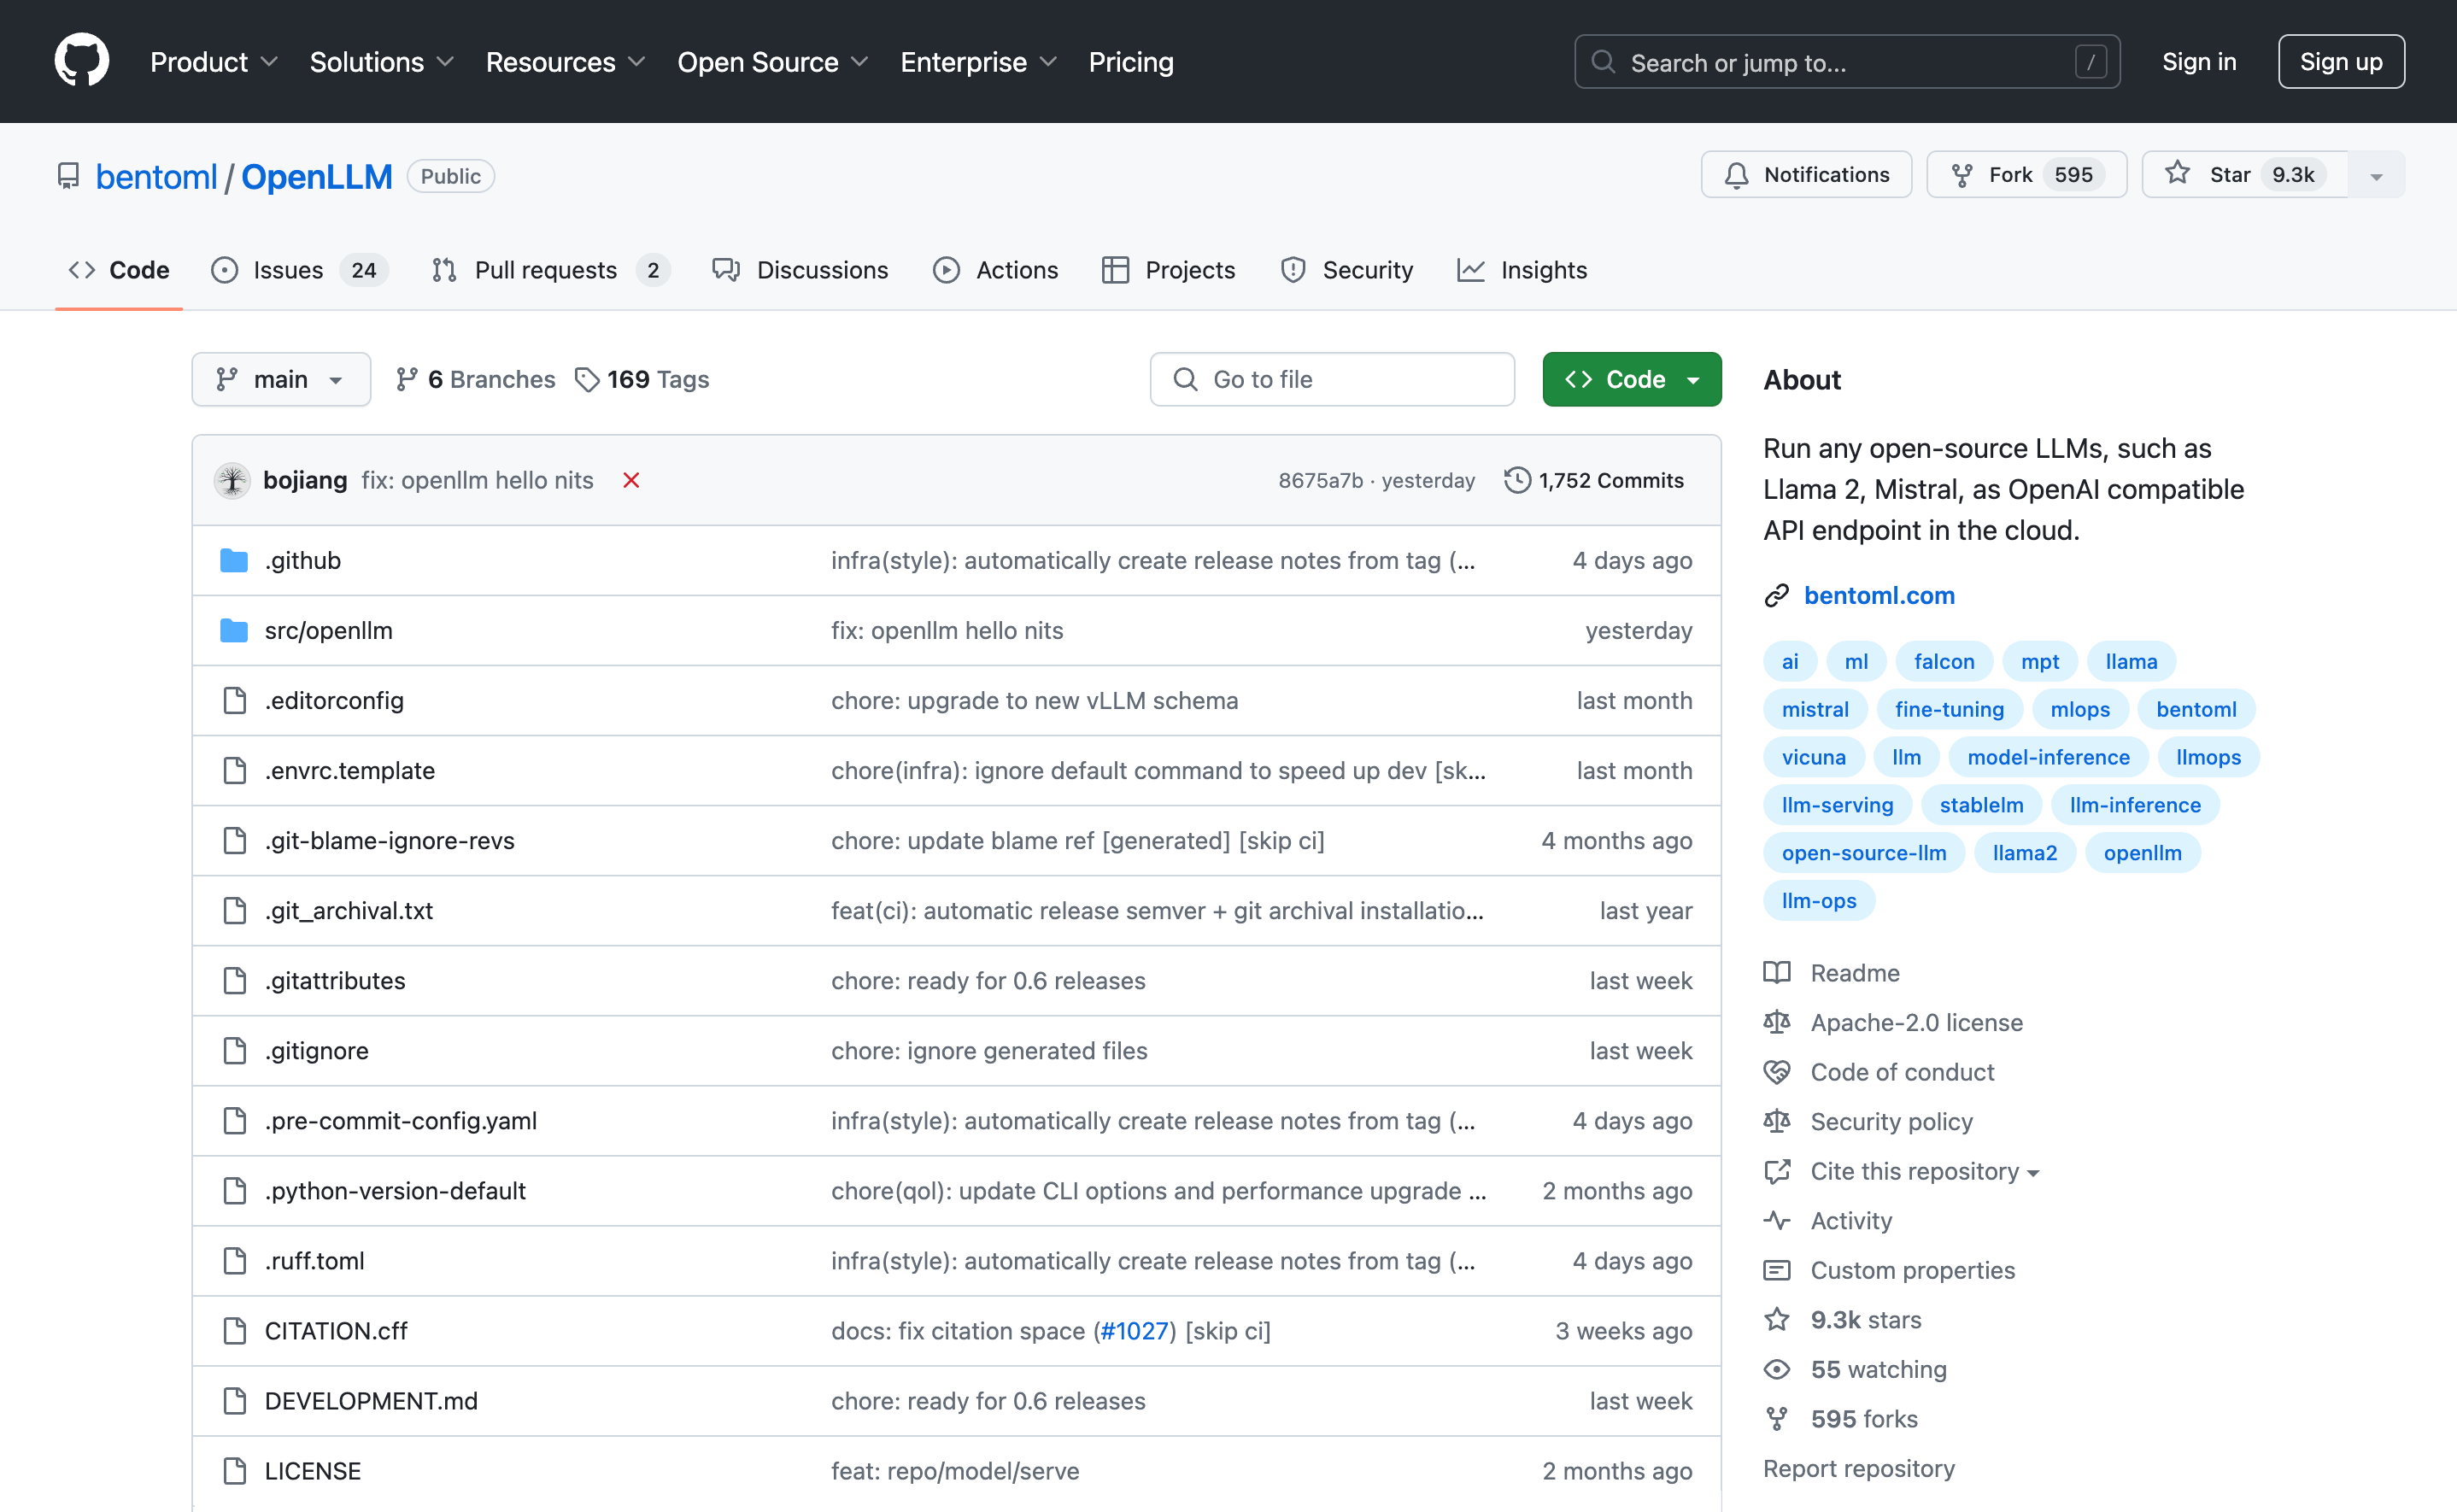 Product Solutions Resources Open Source Enterprise Pricing Search or jump to... / Sign in Sign up
bentoml / OpenLLM Public Notifications Fork 595 Star 9.3k
Code Issues 24 Pull requests 2 Discussions Actions Projects Security Insights
main 6 Branches 169 Tags Go to file Code
bojiang fix: openllm hello nits 8675a7b · yesterday 1,752 Commits
.github infra(style): automatically create release notes from tag (... 4 days ago
src/openllm fix: openllm hello nits yesterday
.editorconfig chore: upgrade to new vLLM schema last month
.envrc.template chore(infra): ignore default command to speed up dev [sk... last month
.git-blame-ignore-revs chore: update blame ref [generated] [skip ci] 4 months ago
.git_archival.txt feat(ci): automatic release semver + git archival installatio... last year
.gitattributes chore: ready for 0.6 releases last week
.gitignore chore: ignore generated files last week
.pre-commit-config.yaml infra(style): automatically create release notes from tag (... 4 days ago
.python-version-default chore(qol): update CLI options and performance upgrade ... 2 months ago
.ruff.toml infra(style): automatically create release notes from tag (... 4 days ago
CITATION.cff docs: fix citation space (#1027) [skip ci] 3 weeks ago
DEVELOPMENT.md chore: ready for 0.6 releases last week
LICENSE feat: repo/model/serve 2 months ago
About
Run any open-source LLMs, such as
Llama 2, Mistral, as OpenAI compatible
API endpoint in the cloud.
bentoml.com
ai ml falcon mpt llama
mistral fine-tuning mlops bentoml
vicuna llm model-inference llmops
llm-serving stablelm llm-inference
open-source-llm llama2 openllm
llm-ops
Readme
Apache-2.0 license
Code of conduct
Security policy
Cite this repository
Activity
Custom properties
9.3k stars
55 watching
595 forks
Report repository